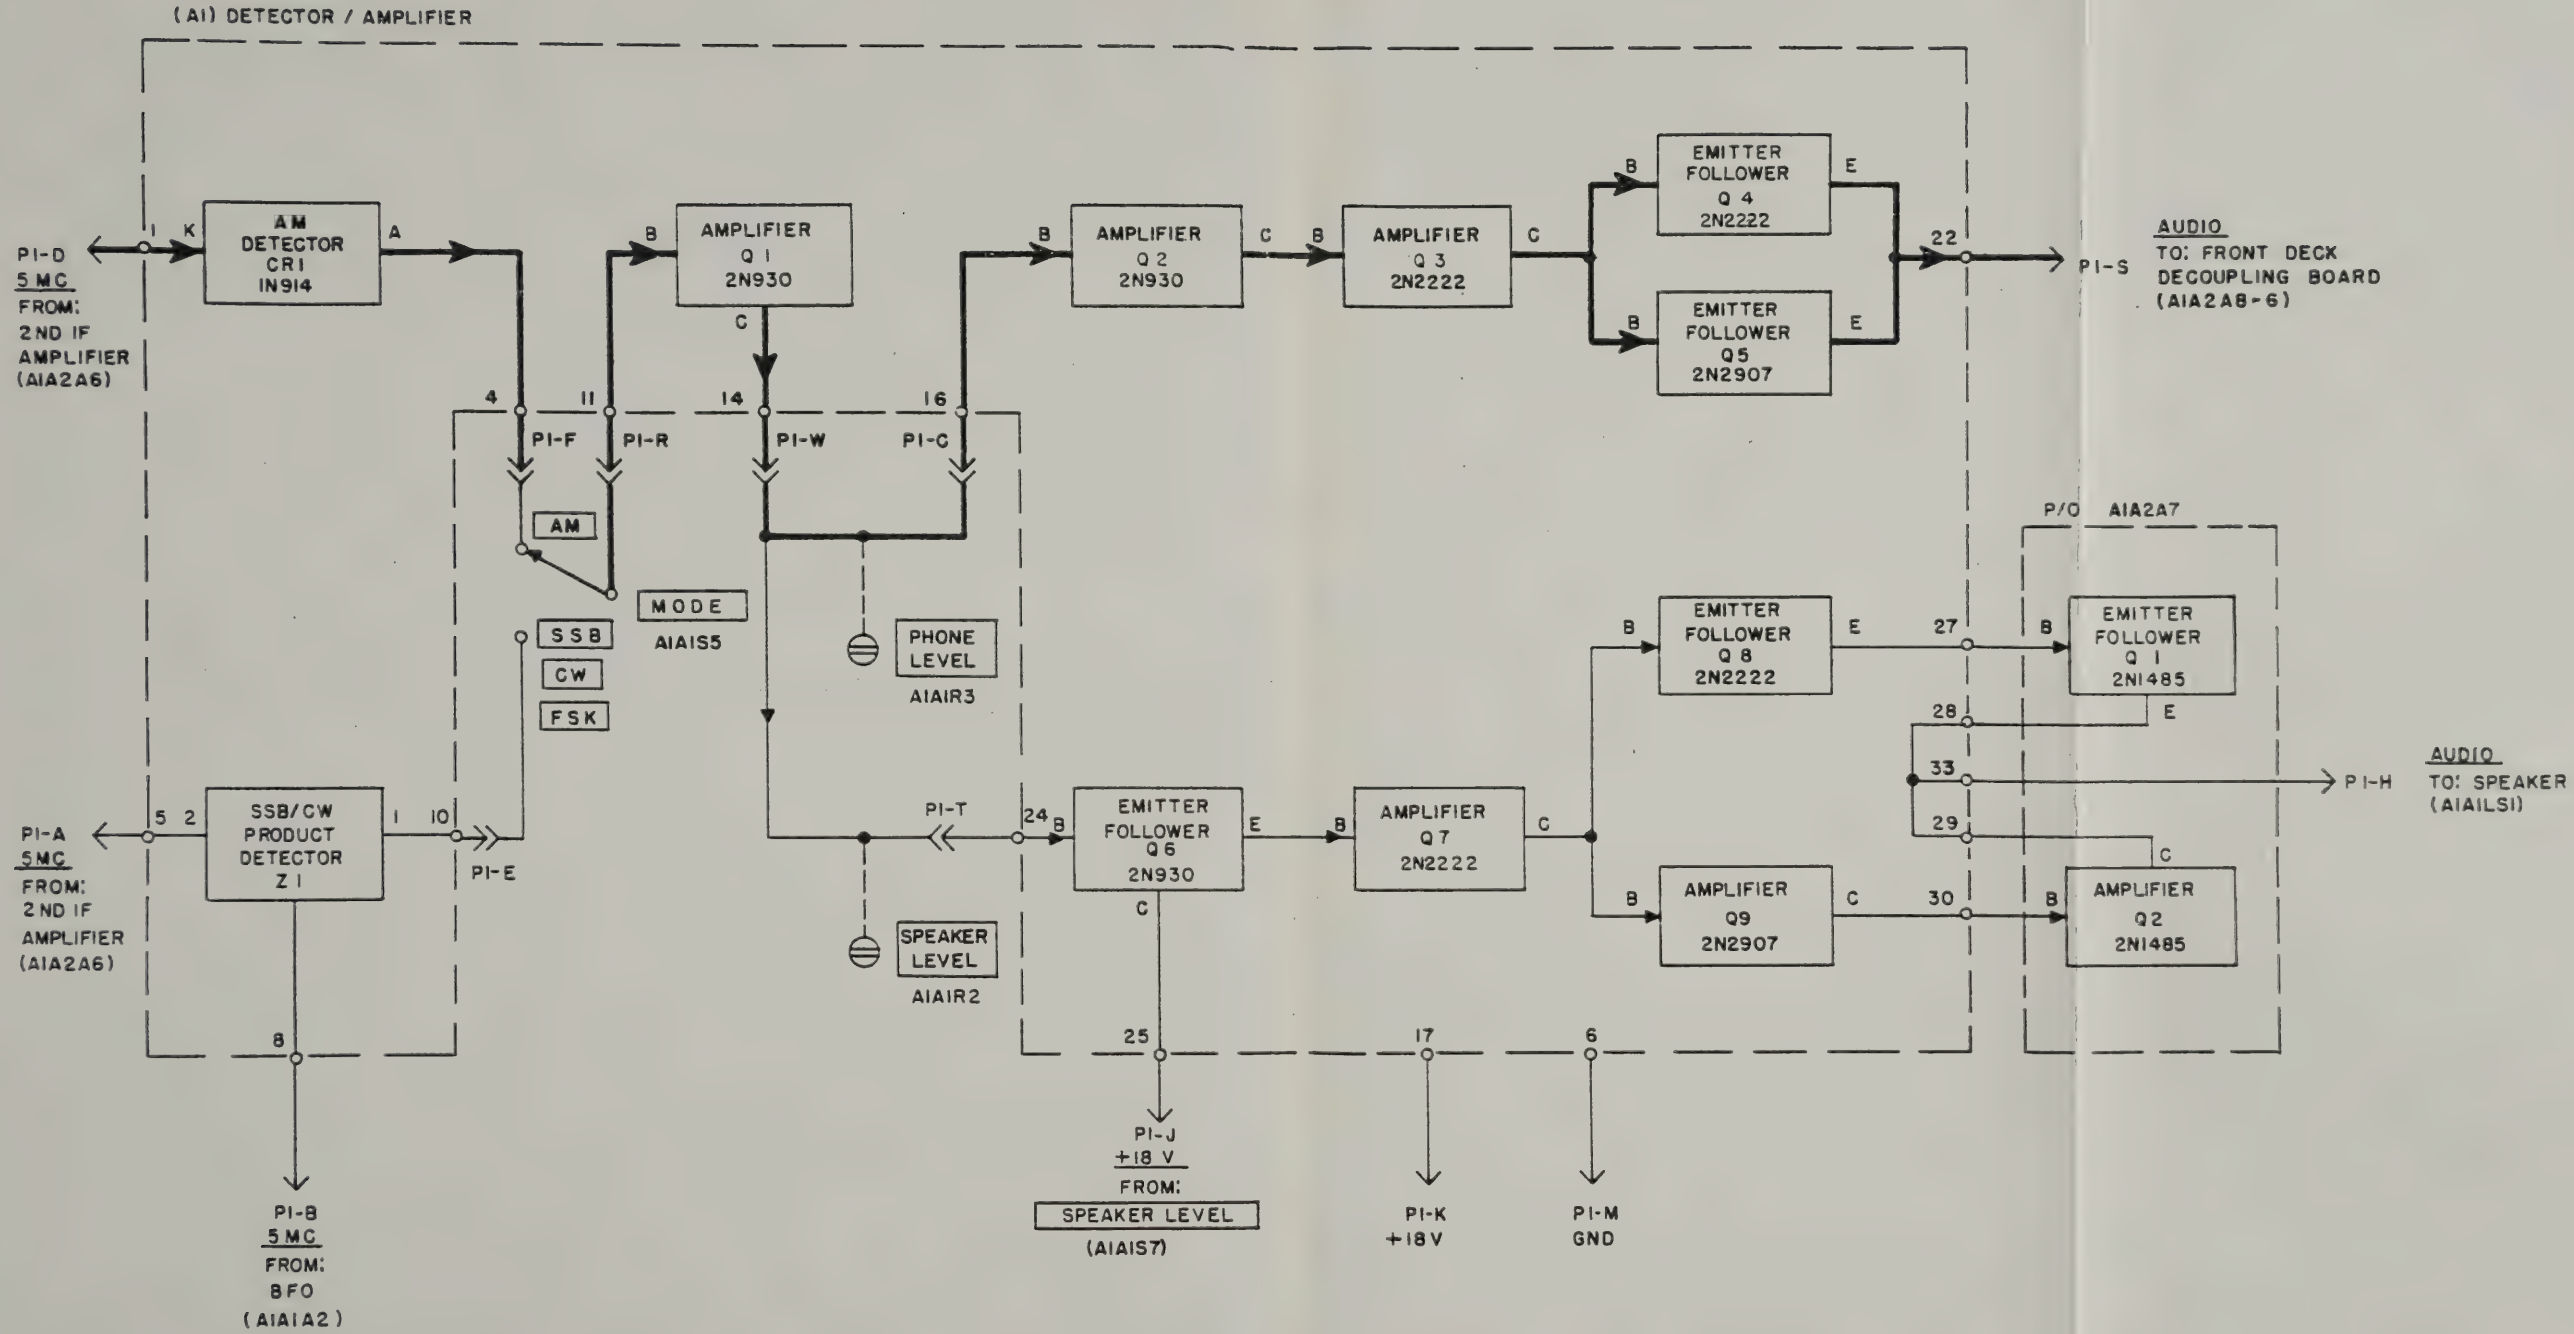 (A1) DETECTOR / AMPLIFIER
P1-D
5 MC
FROM:
2ND IF
AMPLIFIER
(A1A2A6)
1
K
AM
DETECTOR
CR1
1N914
A
B
AMPLIFIER
Q 1
2N930
C
B
AMPLIFIER
Q 2
2N930
C
B
AMPLIFIER
Q 3
2N2222
C
B
EMITTER
FOLLOWER
Q 4
2N2222
E
B
EMITTER
FOLLOWER
Q5
2N2907
E
22
P1-S
AUDIO
TO: FRONT DECK
DECOUPLING BOARD
(A1A2A8-6)
4
11
14
16
P1-F
P1-R
P1-W
P1-C
AM
MODE
A1A1S5
SSB
CW
FSK
PHONE
LEVEL
A1A1R3
P1-A
5MC
FROM:
2ND IF
AMPLIFIER
(A1A2A6)
5
2
SSB/CW
PRODUCT
DETECTOR
Z 1
1
10
P1-E
8
P1-B
5 MC
FROM:
BFO
(A1A1A2)
SPEAKER
LEVEL
A1A1R2
P1-T
24
B
EMITTER
FOLLOWER
Q6
2N930
E
C
B
AMPLIFIER
Q 7
2N2222
C
B
EMITTER
FOLLOWER
Q 8
2N2222
E
27
B
AMPLIFIER
Q9
2N2907
C
30
P/O A1A2A7
B
EMITTER
FOLLOWER
Q 1
2N1485
E
28
33
29
C
B
AMPLIFIER
Q2
2N1485
P1-H
AUDIO
TO: SPEAKER
(A1A1LS1)
25
P1-J
+18 V
FROM:
SPEAKER LEVEL
(A1A1S7)
17
P1-K
+18V
6
P1-M
GND